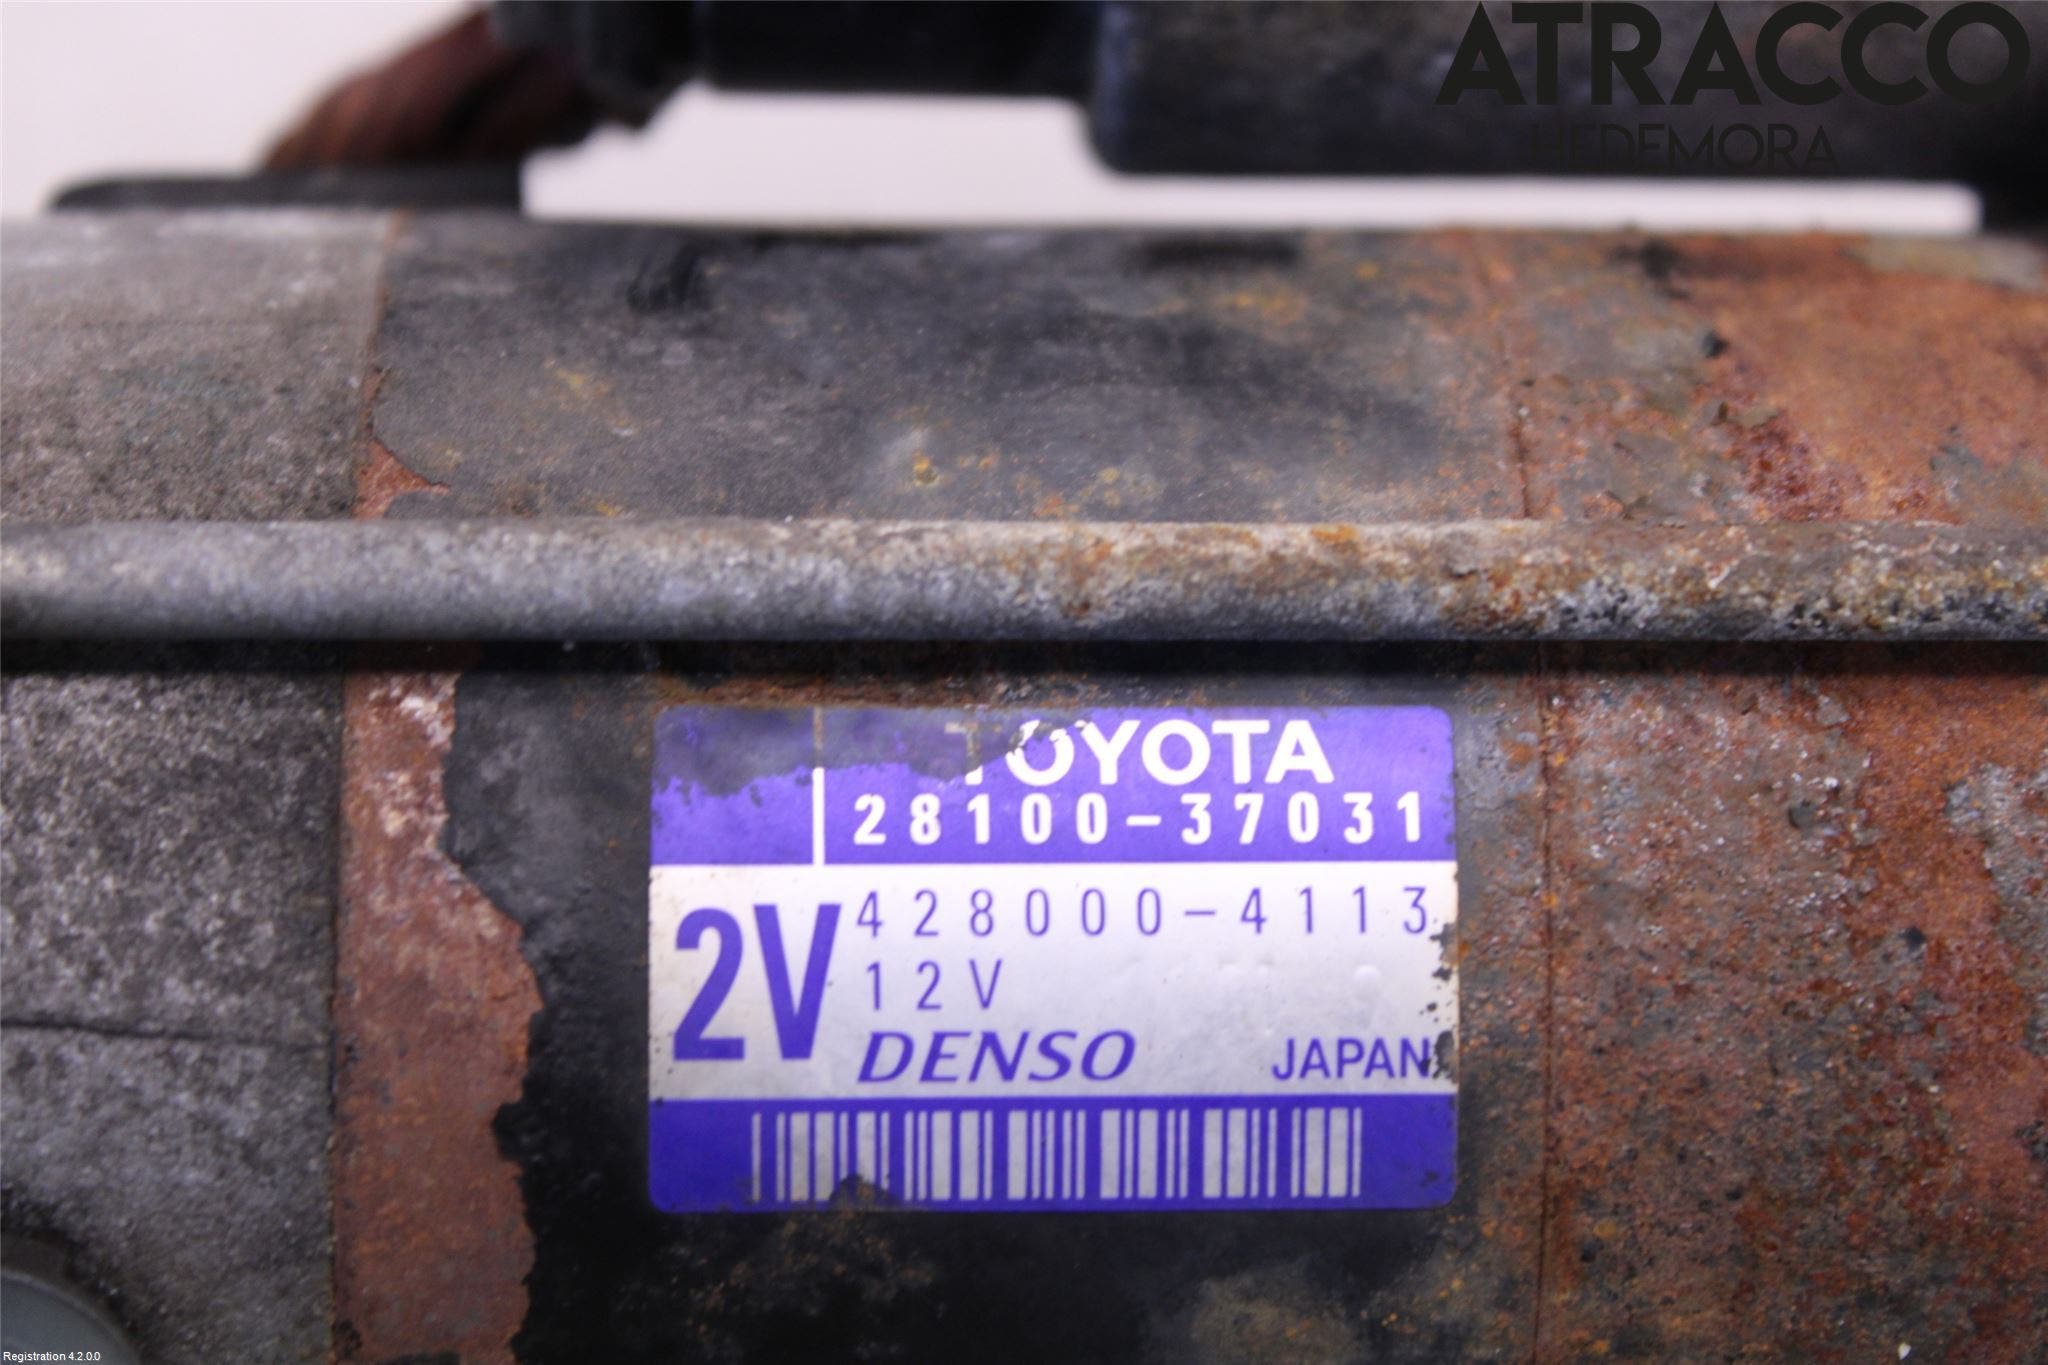 ATRACCO
HEDEMORA
TOYOTA
28100-37031
2V
428000-4113
12V
DENSO JAPAN
Registration 4.2.0.0